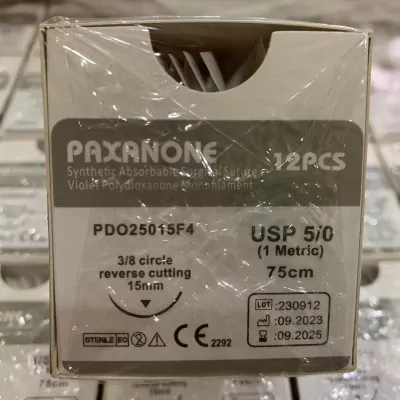 PAXANONE
12PCS
Synthetic Absorbable Surgical Suture
Violet Polydioxanone Monofilament
PDO25015F4
USP 5/0
(1 Metric)
75cm
3/8 circle
reverse cutting
15mm
LOT :230912
:09.2023
:09.2025
STERILE EO
2
CE 2292
75cm